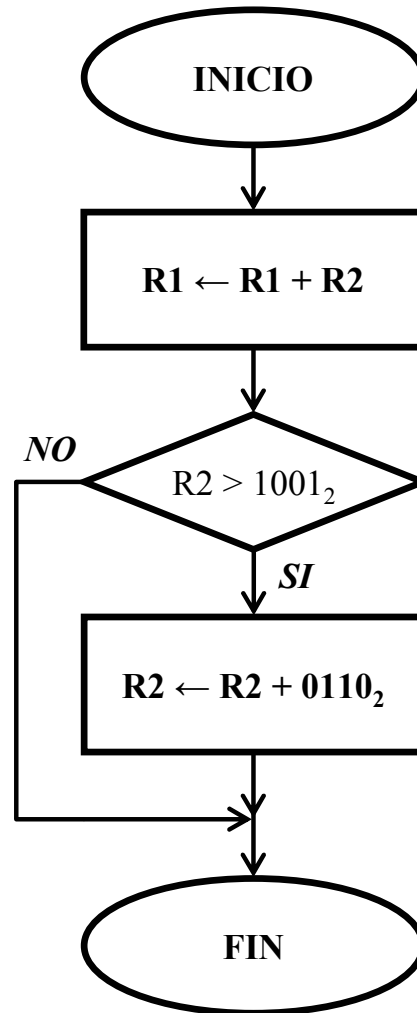 INICIO
R1 ← R1 + R2
NO
R2 > 1001₂
SI
R2 ← R2 + 0110₂
FIN